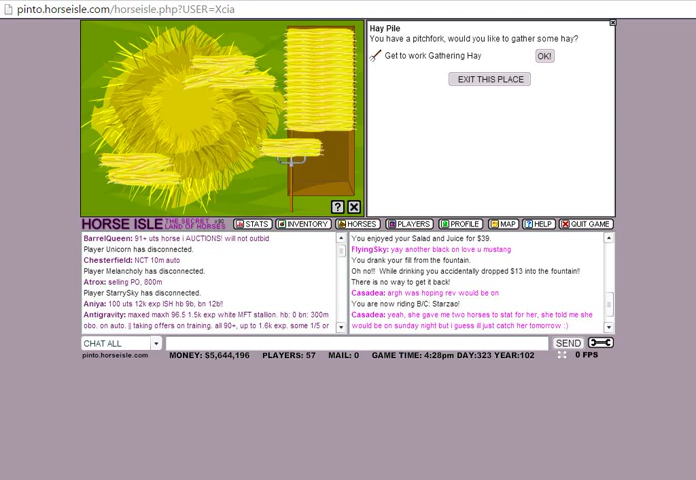 pinto.horseisle.com/horseisle.php?USER=Xcia
Hay Pile
You have a pitchfork, would you like to gather some hay?
Get to work Gathering Hay
OK!
EXIT THIS PLACE
?
HORSE ISLE THE SECRET LAND OF HORSES
STATS
INVENTORY
HORSES
PLAYERS
PROFILE
MAP
HELP
QUIT GAME
BarrelQueen: 91+ uts horse i AUCTIONS! will not outbid
Player Unicorn has disconnected.
Chesterfield: NCT 10m auto
Player Melancholy has disconnected.
Atrox: selling PO, 800m
Player StarrySky has disconnected.
Aniya: 100 uts 12k exp ISH hb 9b, bn 12b!!
Antigravity: maxed maxh 96.5 1.5k exp white MFT stallion. hb: 0 bn: 300m
obo. on auto. || taking offers on training. all 90+, up to 1.6k exp. some 1/5 or
You enjoyed your Salad and Juice for $39.
FlyingSky: yay another black on love u mustang
You drank your fill from the fountain.
Oh no!! While drinking you accidentally dropped $13 into the fountain!!
There is no way to get it back!
Casadea: argh was hoping rev would be on
You are now riding B/C: Starzao!
Casadea: yeah, she gave me two horses to stat for her, she told me she
would be on sunday night but i guess ill just catch her tomorrow :)
CHAT ALL
SEND
pinto.horseisle.com
MONEY: $5,644,196
PLAYERS: 57
MAIL: 0
GAME TIME: 4:28pm DAY:323 YEAR:102
0 FPS